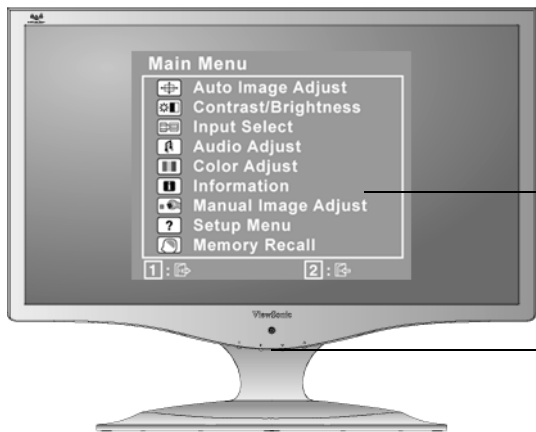 Main Menu
Auto Image Adjust
Contrast/Brightness
Input Select
Audio Adjust
Color Adjust
Information
Manual Image Adjust
Setup Menu
Memory Recall
1 : 2 :
ViewSonic